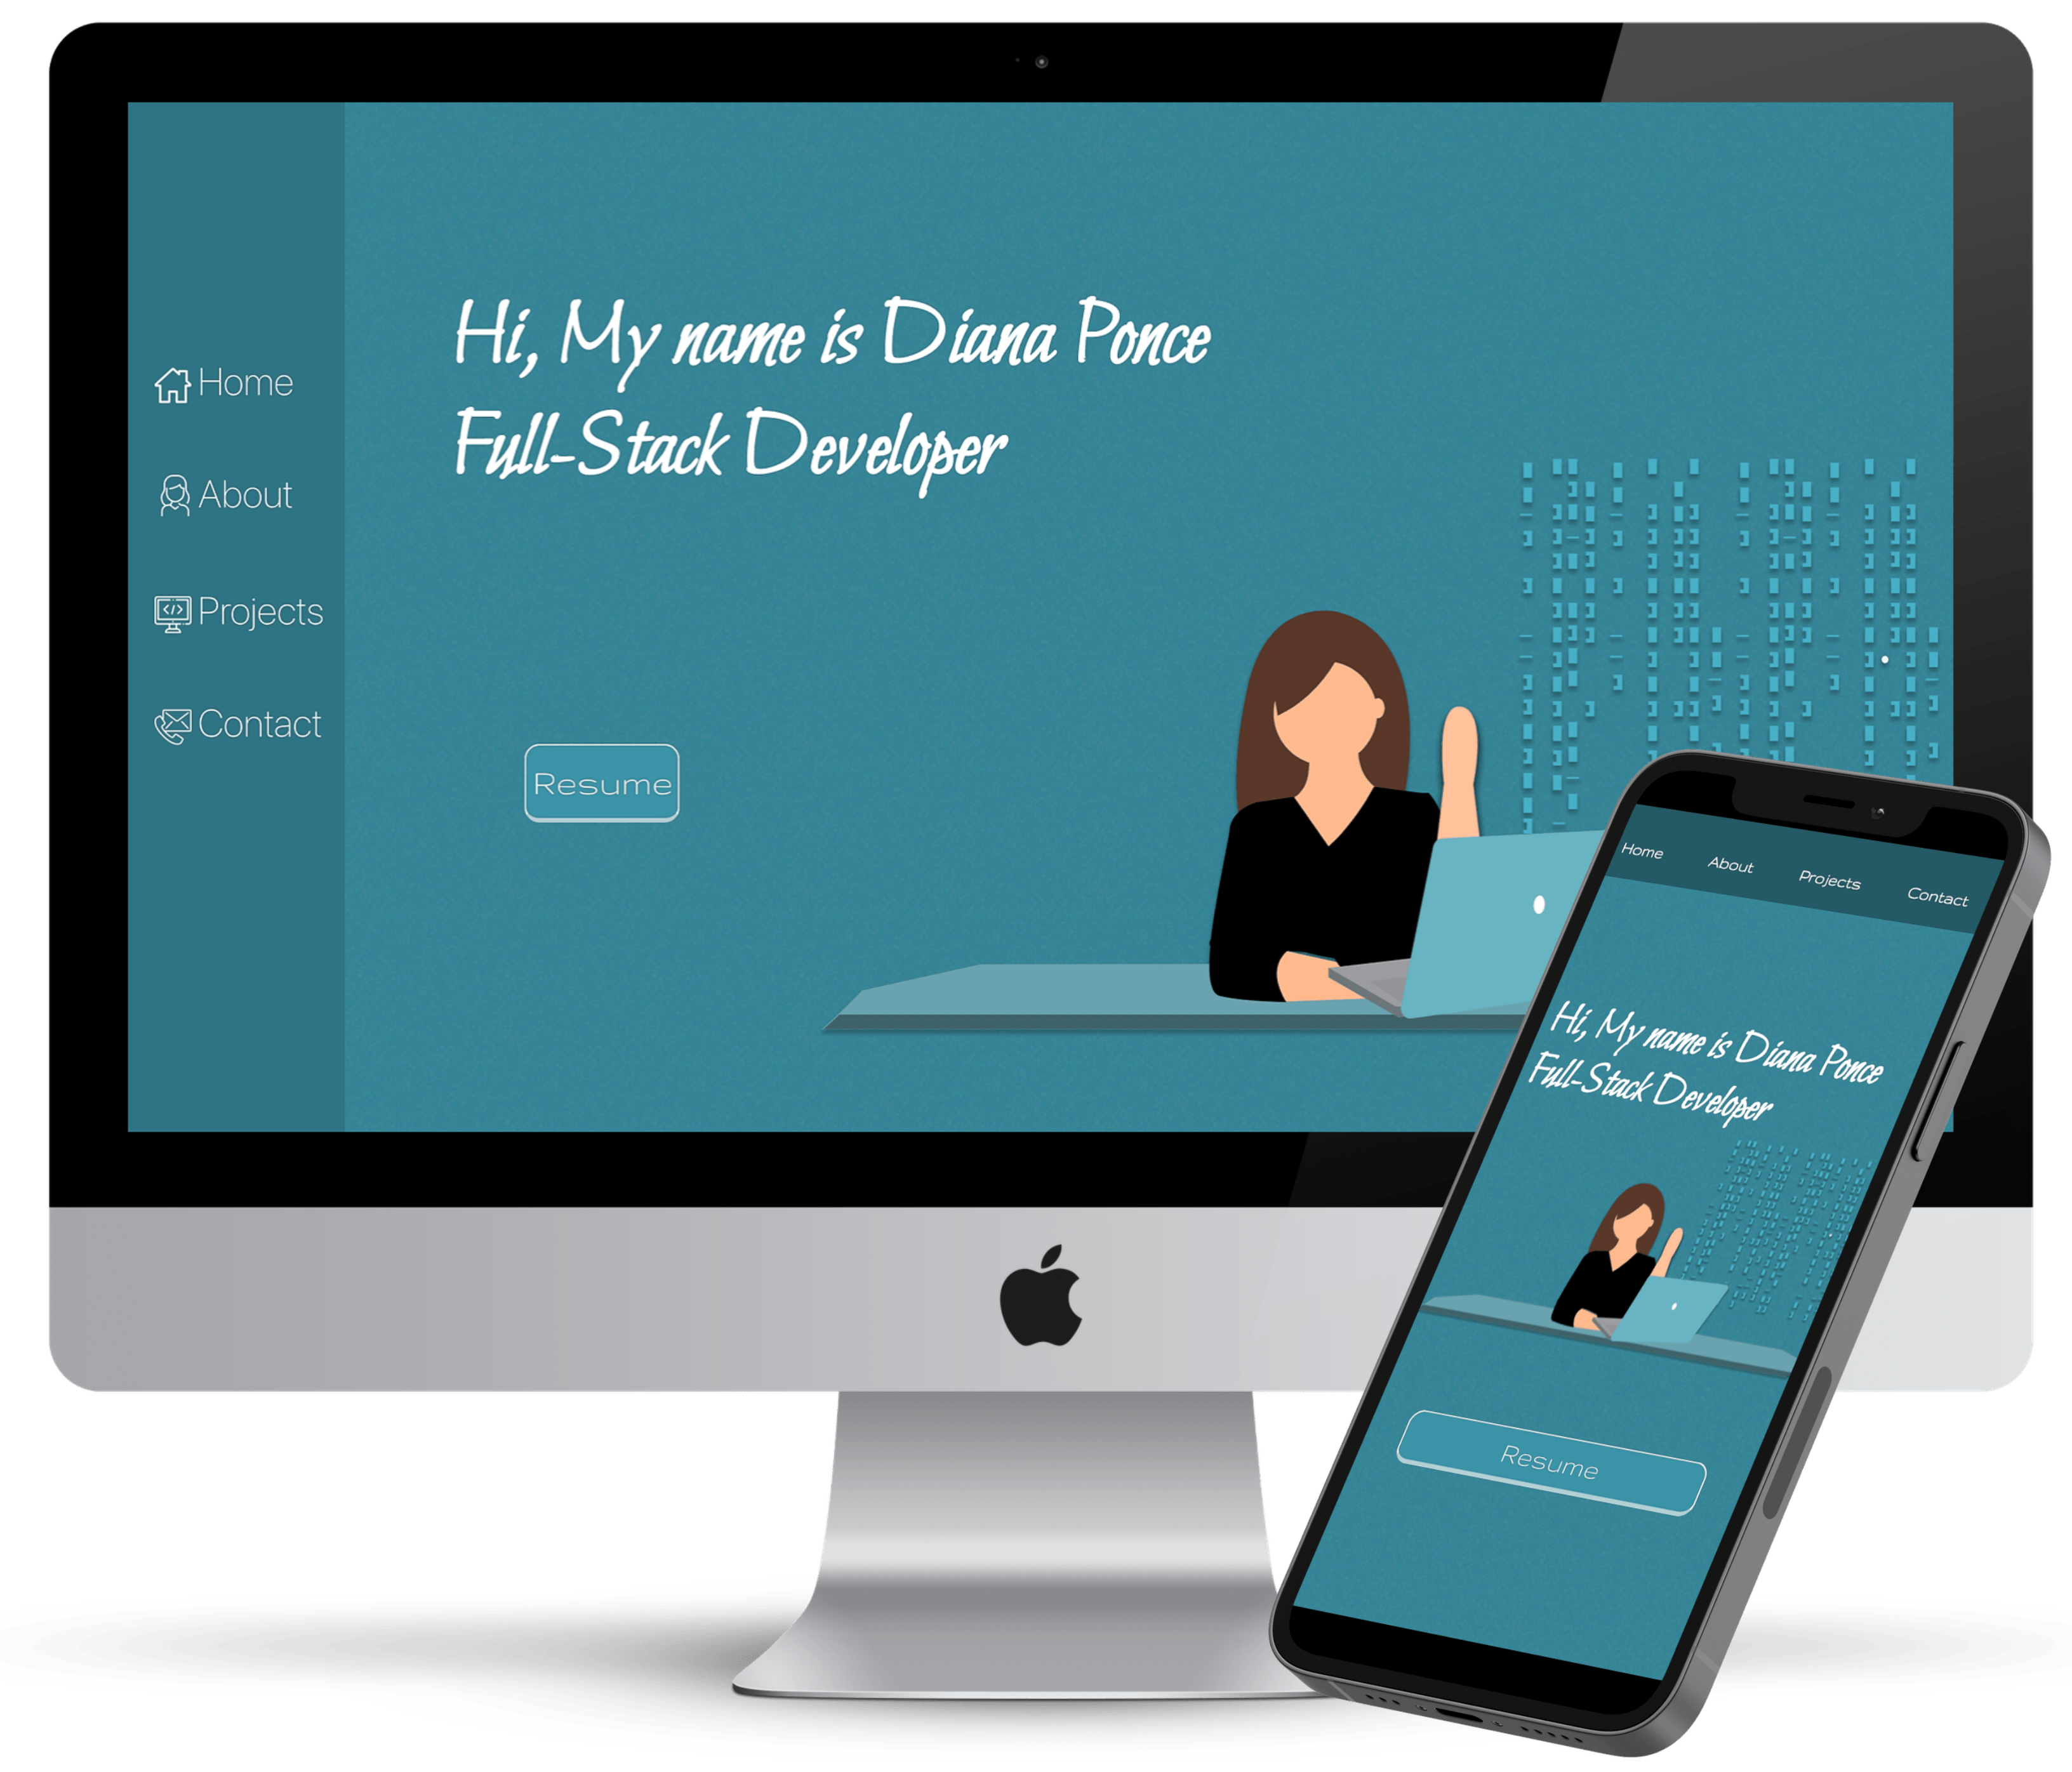 Home
About
Projects
Contact
Hi, My name is Diana Ponce
Full-Stack Developer
Resume
Home About Projects Contact
Hi, My name is Diana Ponce
Full-Stack Developer
Resume